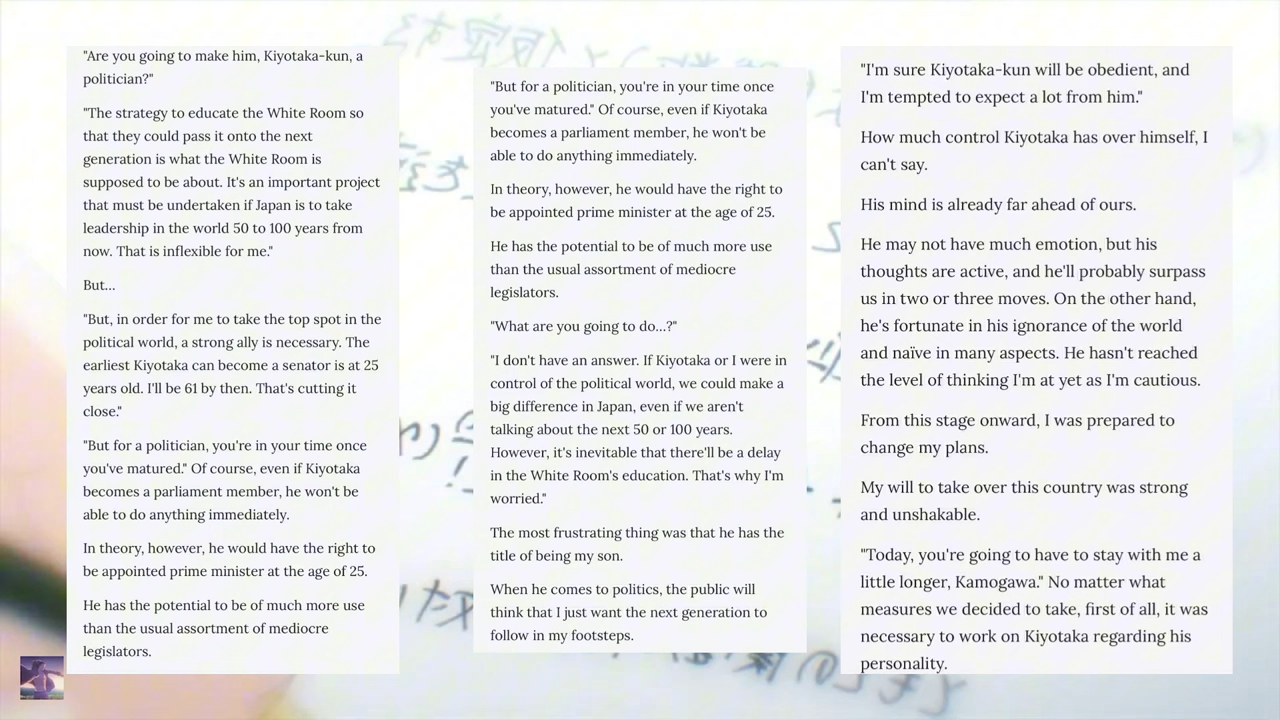 "Are you going to make him, Kiyotaka-kun, a
politician?"
"The strategy to educate the White Room so
that they could pass it onto the next
generation is what the White Room is
supposed to be about. It's an important project
that must be undertaken if Japan is to take
leadership in the world 50 to 100 years from
now. That is inflexible for me."
But...
"But, in order for me to take the top spot in the
political world, a strong ally is necessary. The
earliest Kiyotaka can become a senator is at 25
years old. I'll be 61 by then. That's cutting it
close."
"But for a politician, you're in your time once
you've matured." Of course, even if Kiyotaka
becomes a parliament member, he won't be
able to do anything immediately.
In theory, however, he would have the right to
be appointed prime minister at the age of 25.
He has the potential to be of much more use
than the usual assortment of mediocre
legislators.
"But for a politician, you're in your time once
you've matured." Of course, even if Kiyotaka
becomes a parliament member, he won't be
able to do anything immediately.
In theory, however, he would have the right to
be appointed prime minister at the age of 25.
He has the potential to be of much more use
than the usual assortment of mediocre
legislators.
"What are you going to do...?"
"I don't have an answer. If Kiyotaka or I were in
control of the political world, we could make a
big difference in Japan, even if we aren't
talking about the next 50 or 100 years.
However, it's inevitable that there'll be a delay
in the White Room's education. That's why I'm
worried."
The most frustrating thing was that he has the
title of being my son.
When he comes to politics, the public will
think that I just want the next generation to
follow in my footsteps.
"I'm sure Kiyotaka-kun will be obedient, and
I'm tempted to expect a lot from him."
How much control Kiyotaka has over himself, I
can't say.
His mind is already far ahead of ours.
He may not have much emotion, but his
thoughts are active, and he'll probably surpass
us in two or three moves. On the other hand,
he's fortunate in his ignorance of the world
and naïve in many aspects. He hasn't reached
the level of thinking I'm at yet as I'm cautious.
From this stage onward, I was prepared to
change my plans.
My will to take over this country was strong
and unshakable.
"Today, you're going to have to stay with me a
little longer, Kamogawa." No matter what
measures we decided to take, first of all, it was
necessary to work on Kiyotaka regarding his
personality.